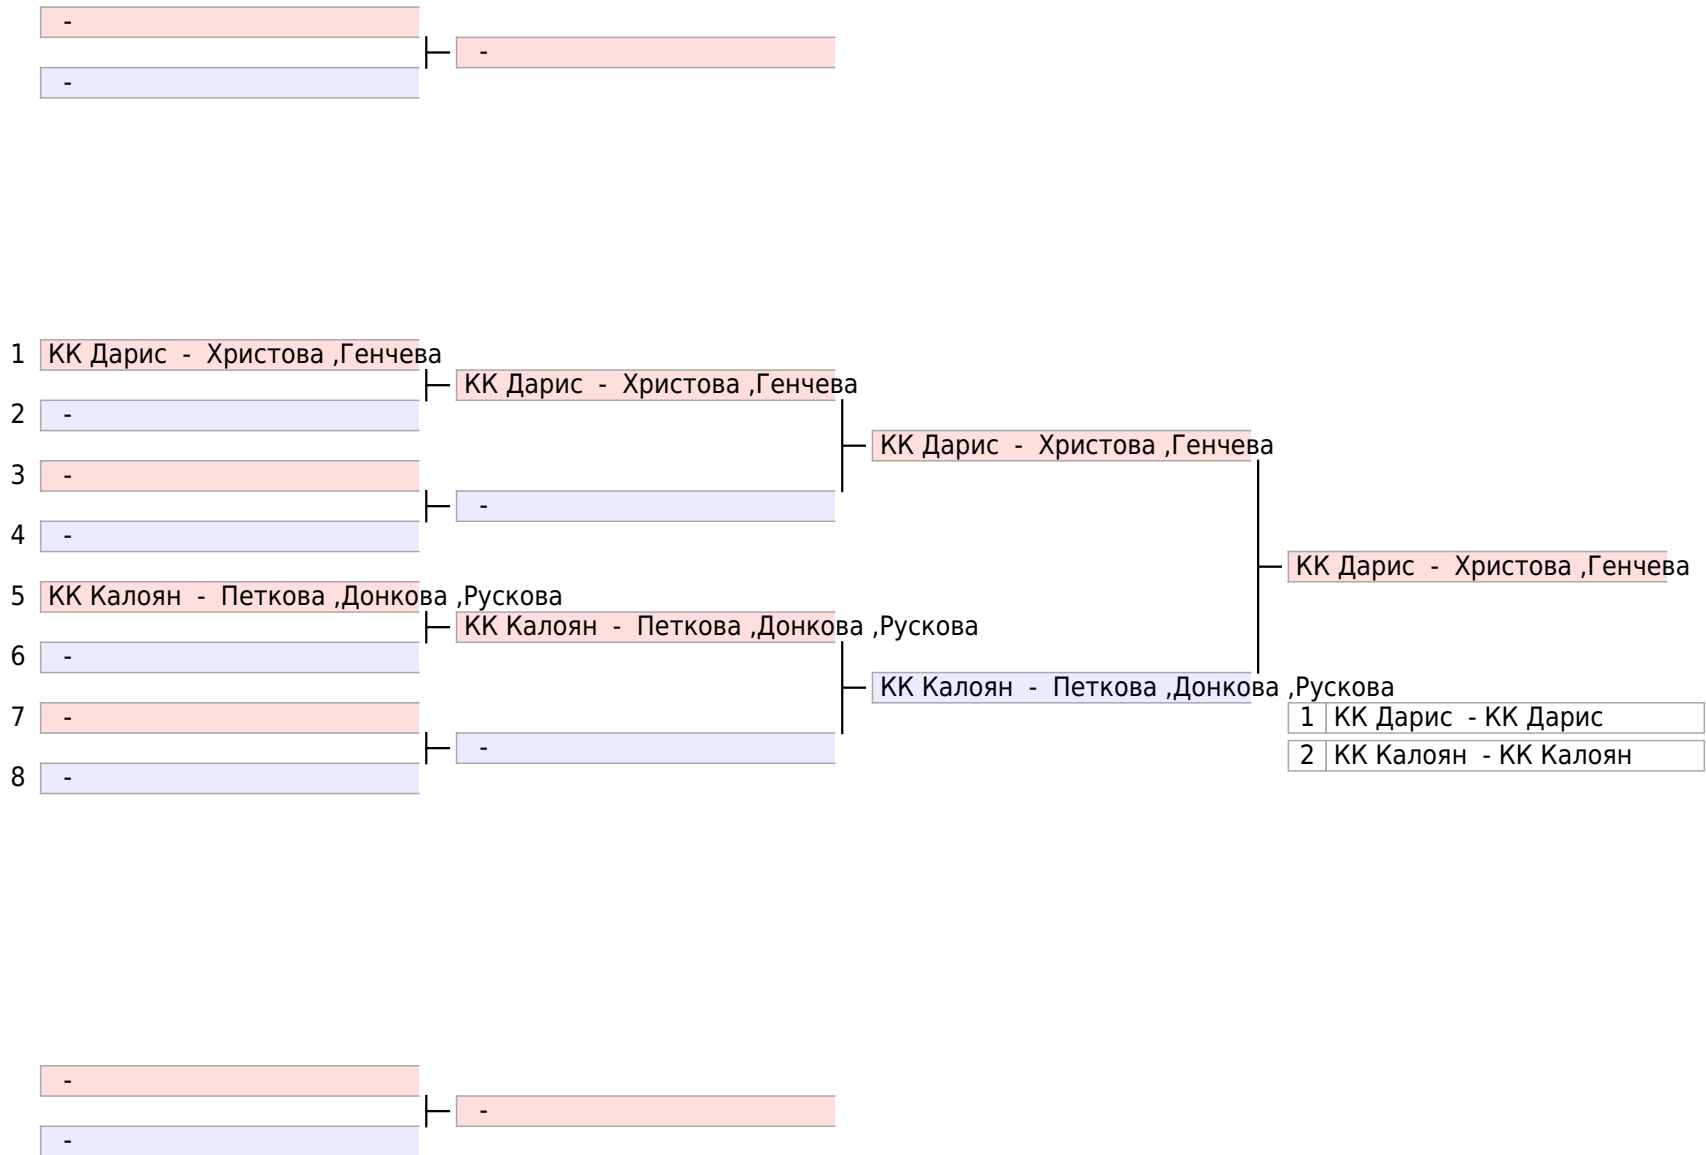 -
-
-
1 КК Дарис - Христова ,Генчева
КК Дарис - Христова ,Генчева
2 -
КК Дарис - Христова ,Генчева
3 -
-
4 -
КК Дарис - Христова ,Генчева
5 КК Калоян - Петкова ,Донкова ,Рускова
КК Калоян - Петкова ,Донкова ,Рускова
6 -
КК Калоян - Петкова ,Донкова ,Рускова
7 -
1 КК Дарис - КК Дарис
-
2 КК Калоян - КК Калоян
8 -
-
-
-